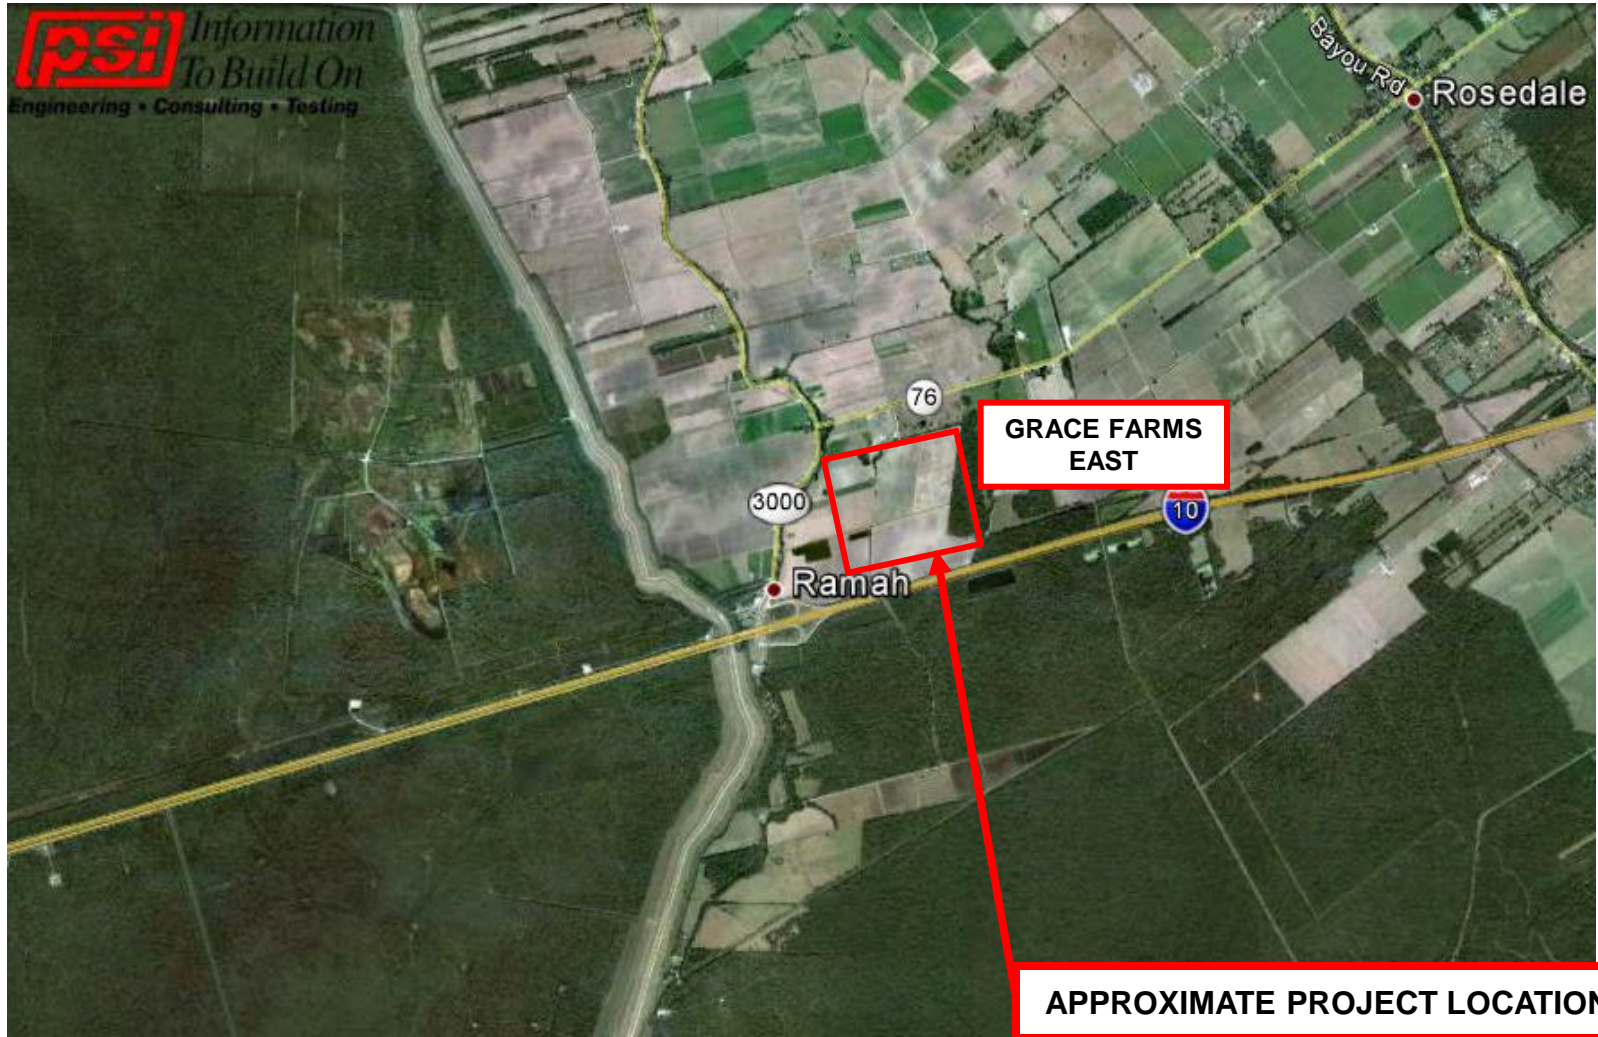 psi Information
To Build On
Engineering • Consulting • Testing
Bayou Rd
Rosedale
76
GRACE FARMS
EAST
3000
10
Ramah
APPROXIMATE PROJECT LOCATION